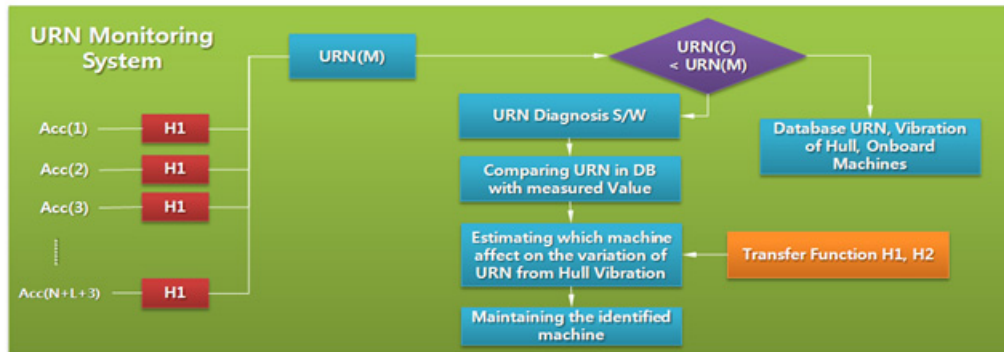 URN Monitoring
System
URN(M)
URN(C)
< URN(M)
Acc(1)
H1
Acc(2)
H1
Acc(3)
H1
Acc(N+L+3)
H1
URN Diagnosis S/W
Comparing URN in DB
with measured Value
Estimating which machine
affect on the variation of
URN from Hull Vibration
Maintaining the identified
machine
Database URN, Vibration
of Hull, Onboard
Machines
Transfer Function H1, H2